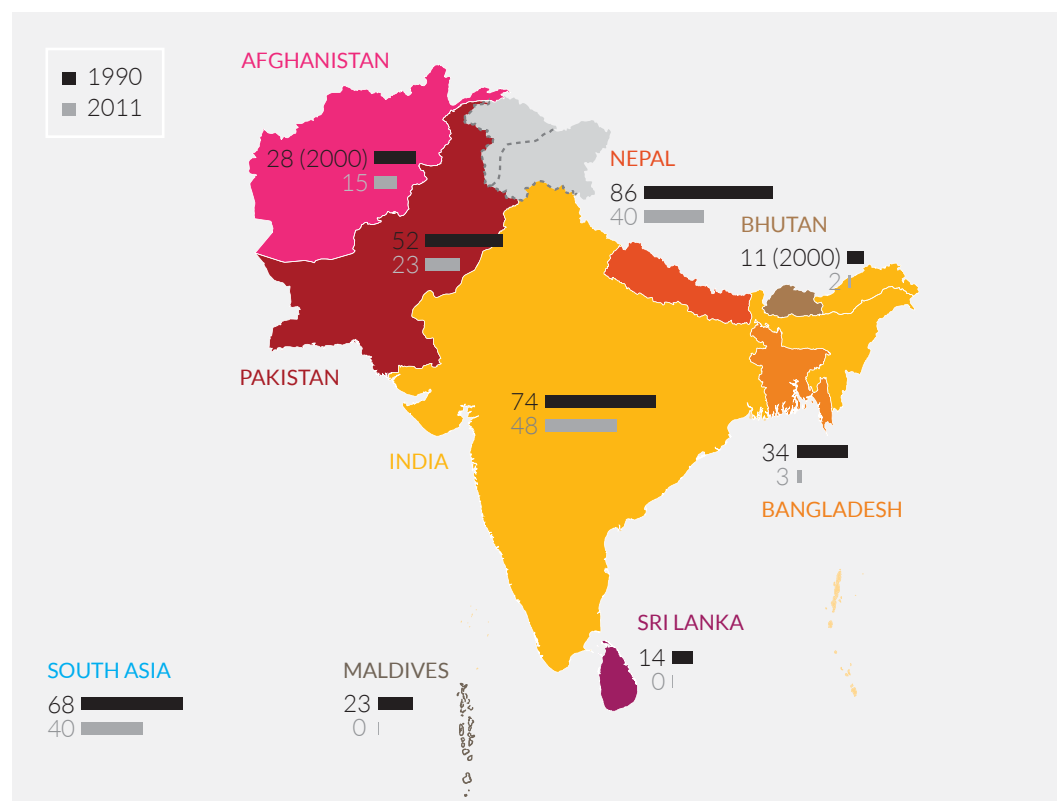 1990
2011
AFGHANISTAN
28 (2000)
15
NEPAL
86
40
BHUTAN
11 (2000)
2
52
23
PAKISTAN
74
48
INDIA
34
3
BANGLADESH
SRI LANKA
14
0
SOUTH ASIA
68
40
MALDIVES
23
0